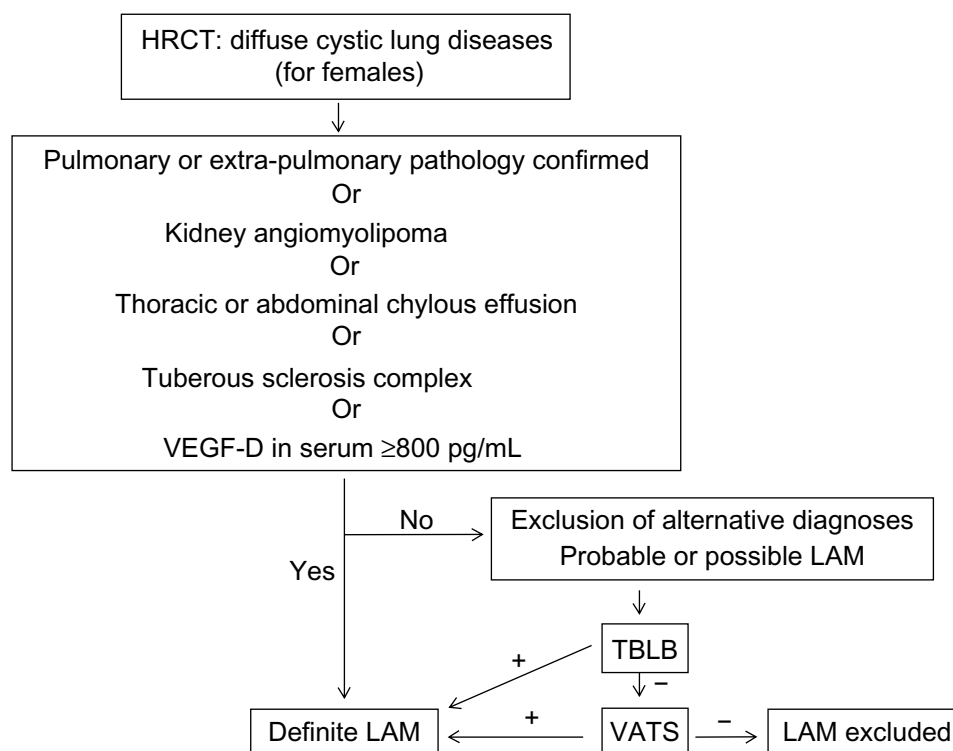 HRCT: diffuse cystic lung diseases
(for females)
Pulmonary or extra-pulmonary pathology confirmed
Or
Kidney angiomyolipoma
Or
Thoracic or abdominal chylous effusion
Or
Tuberous sclerosis complex
Or
VEGF-D in serum ≥800 pg/mL
No
Exclusion of alternative diagnoses
Probable or possible LAM
Yes
TBLB
+
−
Definite LAM
+
VATS
−
LAM excluded